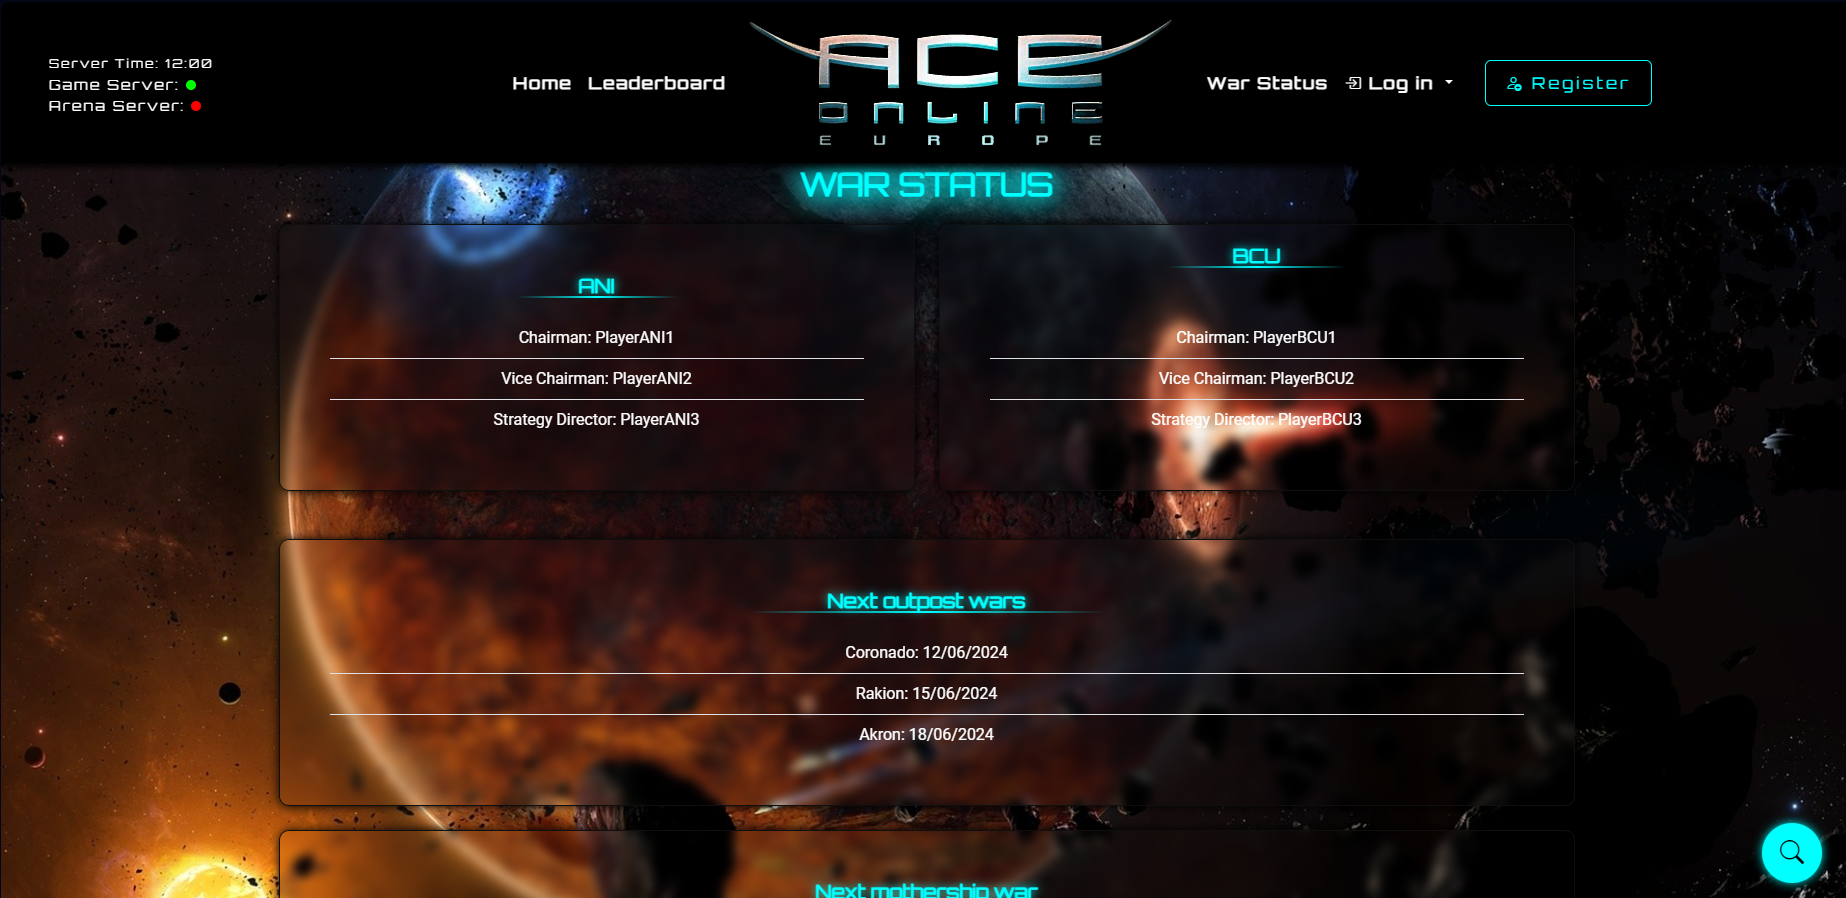 Server Time: 12:00
Game Server:
Arena Server:
Home
Leaderboard
ACE
ONLINE
EUROPE
War Status
Log in
Register
WAR STATUS
ANI
Chairman: PlayerANI1
Vice Chairman: PlayerANI2
Strategy Director: PlayerANI3
BCU
Chairman: PlayerBCU1
Vice Chairman: PlayerBCU2
Strategy Director: PlayerBCU3
Next outpost wars
Coronado: 12/06/2024
Rakion: 15/06/2024
Akron: 18/06/2024
Next mothership war